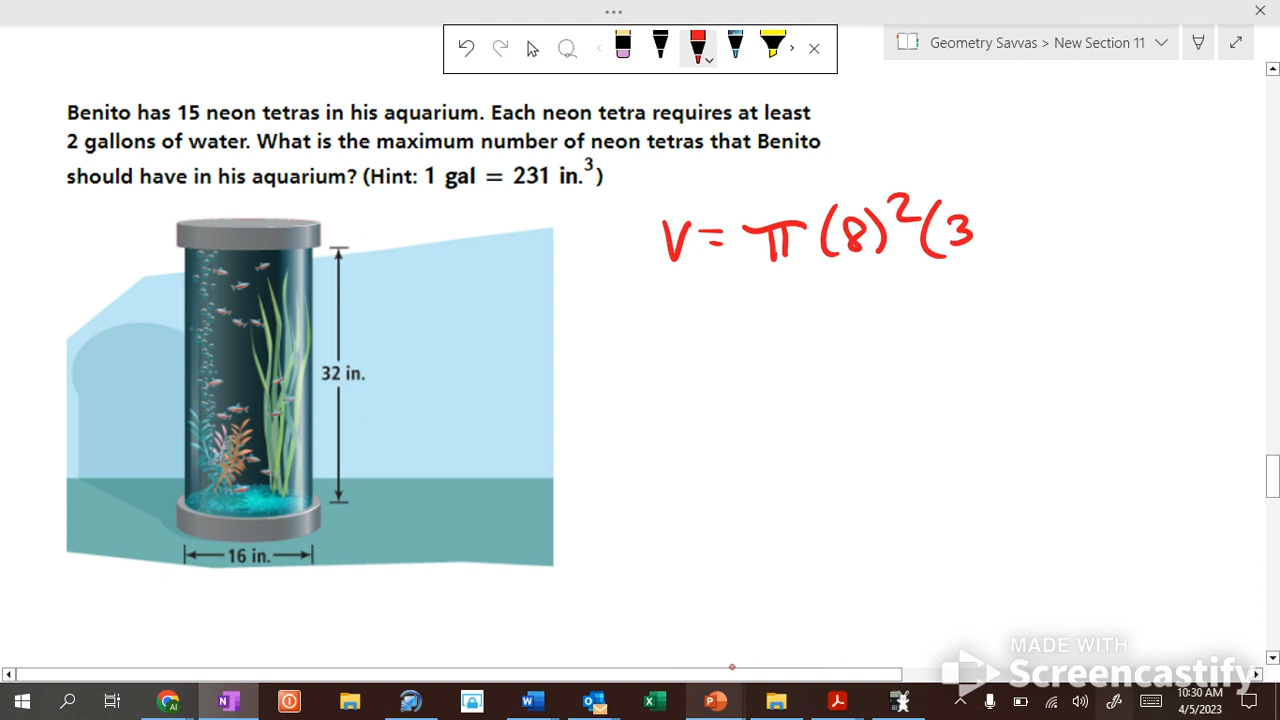 Geometry Savvas > New Section 11
Benito has 15 neon tetras in his aquarium. Each neon tetra requires at least
2 gallons of water. What is the maximum number of neon tetras that Benito
should have in his aquarium? (Hint: 1 gal = 231 in.³)
V = π (8)² (3
32 in.
16 in.
MADE WITH
Screencastify
10:30 AM
4/5/2023